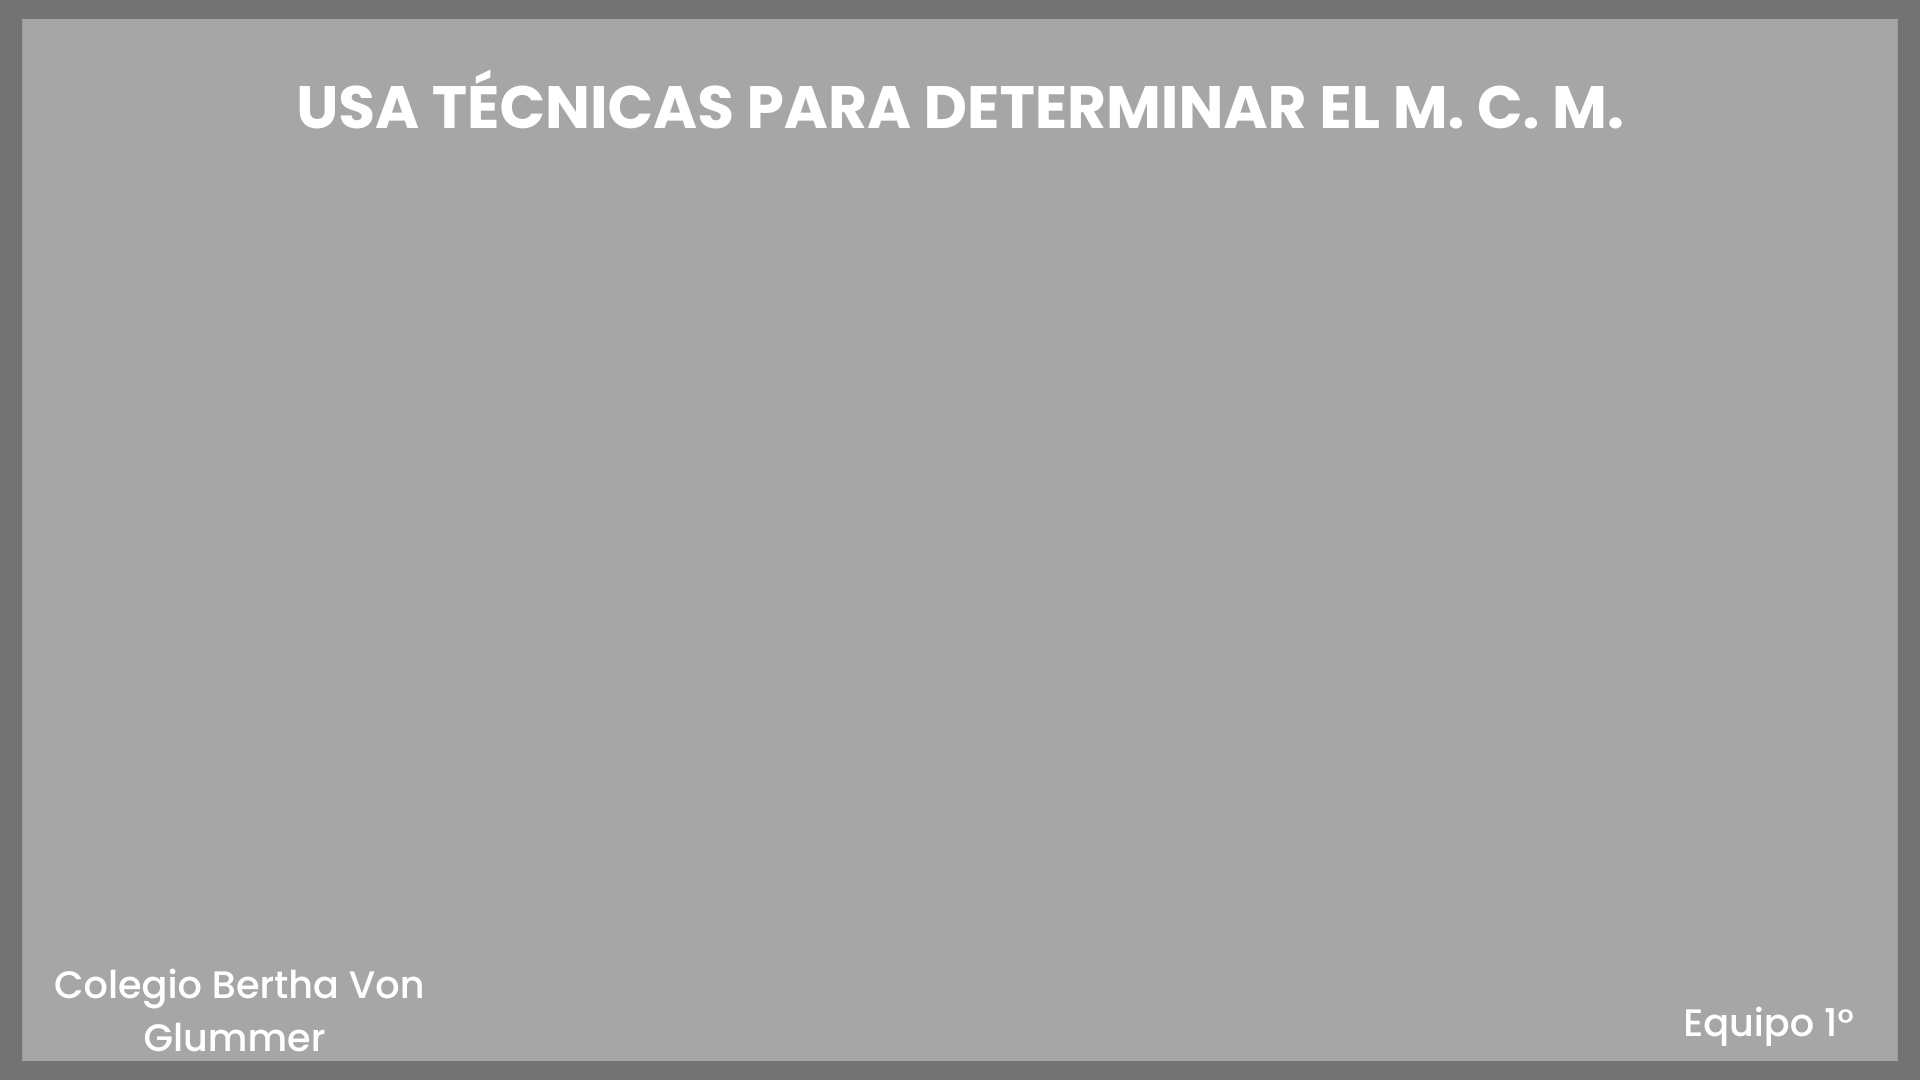 USA TÉCNICAS PARA DETERMINAR EL M. C. M.
Colegio Bertha Von
Glummer
Equipo 1°